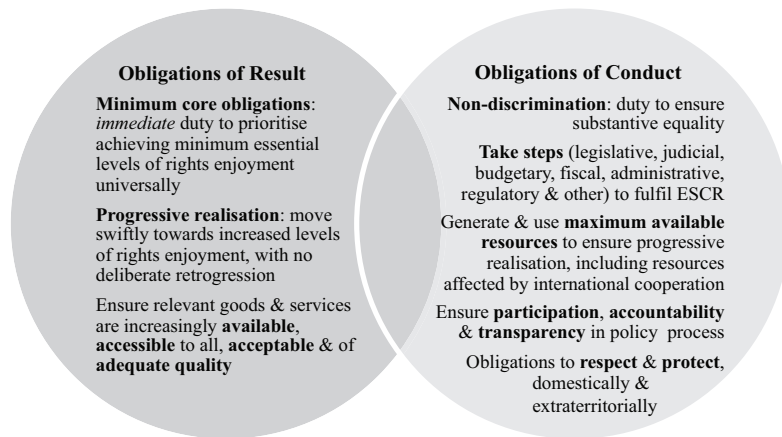 Obligations of Result
Minimum core obligations:
immediate duty to prioritise
achieving minimum essential
levels of rights enjoyment
universally
Progressive realisation: move
swiftly towards increased levels
of rights enjoyment, with no
deliberate retrogression
Ensure relevant goods & services
are increasingly available,
accessible to all, acceptable & of
adequate quality
Obligations of Conduct
Non-discrimination: duty to ensure
substantive equality
Take steps (legislative, judicial,
budgetary, fiscal, administrative,
regulatory & other) to fulfil ESCR
Generate & use maximum available
resources to ensure progressive
realisation, including resources
affected by international cooperation
Ensure participation, accountability
& transparency in policy process
Obligations to respect & protect,
domestically &
extraterritorially